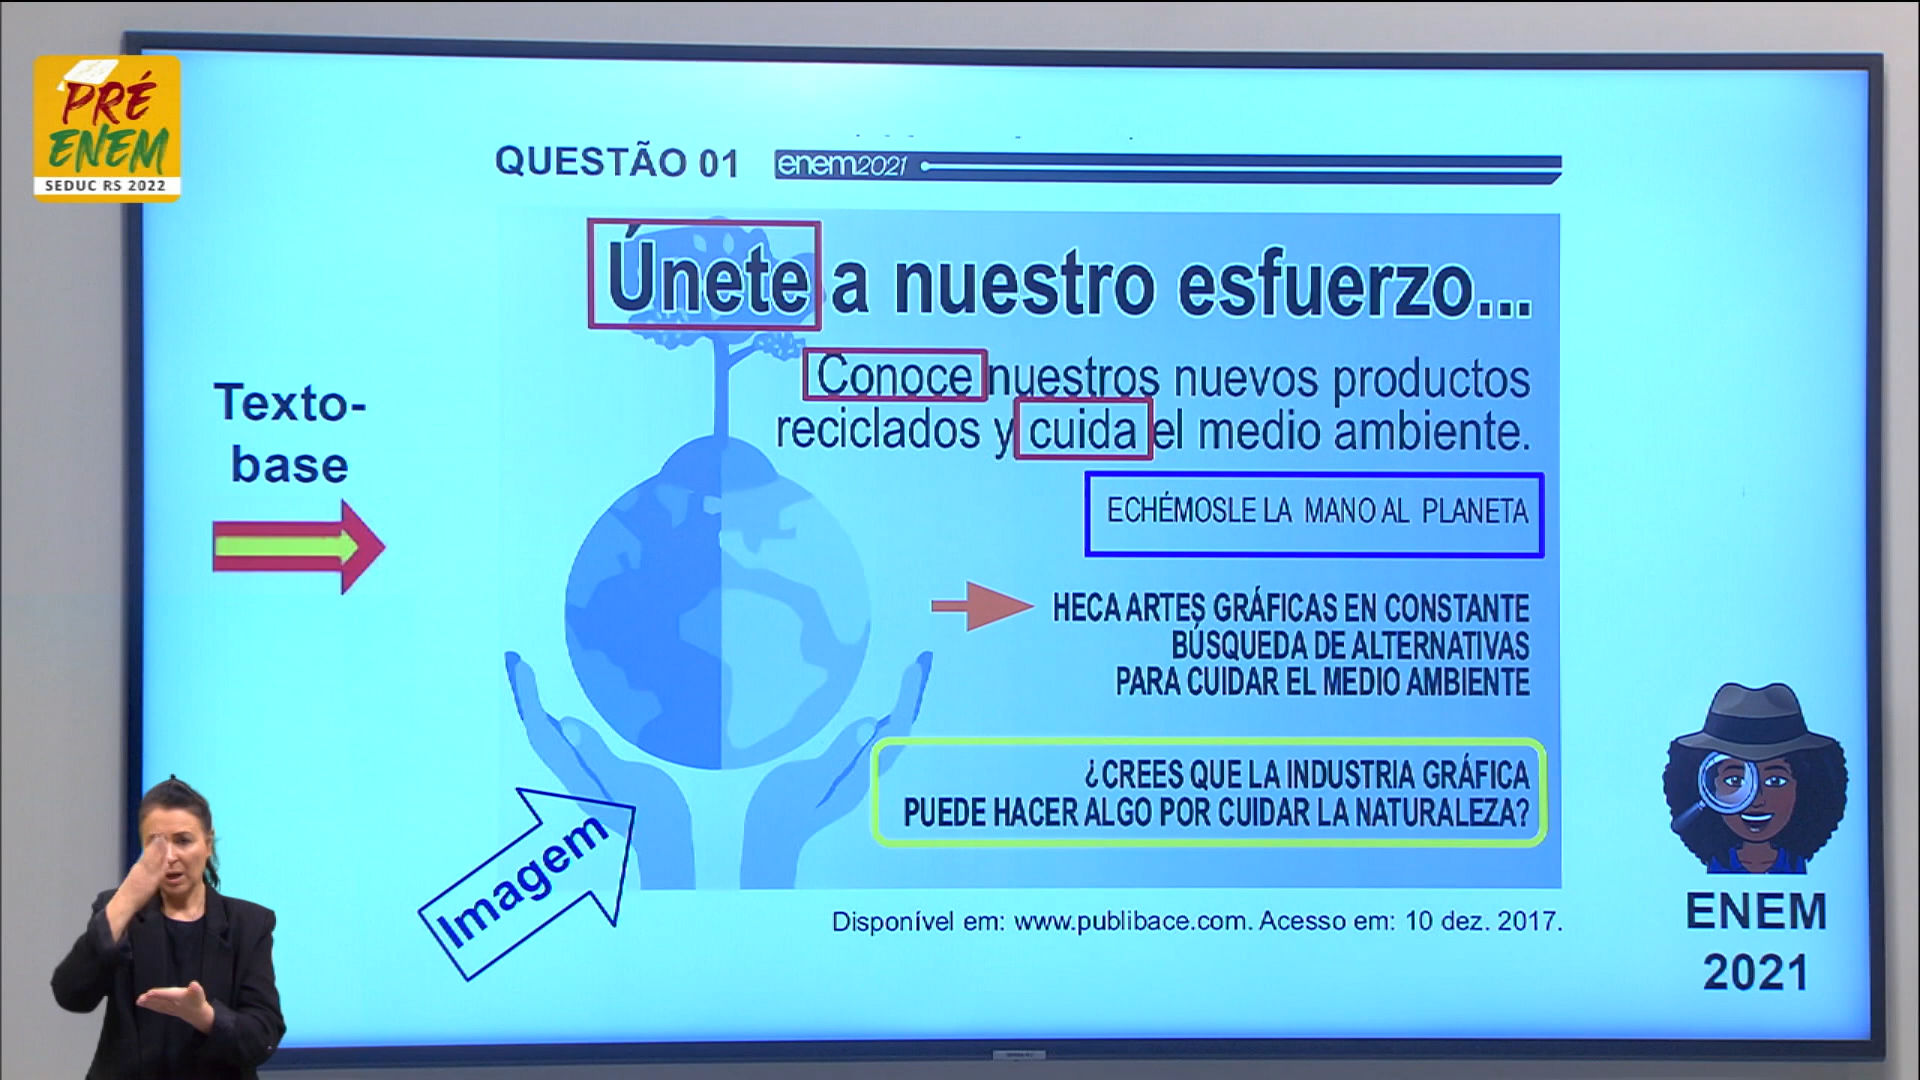 PRÉ
ENEM
SEDUC RS 2022
QUESTÃO 01
enem2021
Únete a nuestro esfuerzo...
Conoce nuestros nuevos productos
reciclados y cuida el medio ambiente.
ECHÉMOSLE LA MANO AL PLANETA
HECA ARTES GRÁFICAS EN CONSTANTE
BÚSQUEDA DE ALTERNATIVAS
PARA CUIDAR EL MEDIO AMBIENTE
¿CREES QUE LA INDUSTRIA GRÁFICA
PUEDE HACER ALGO POR CUIDAR LA NATURALEZA?
Disponível em: www.publibace.com. Acesso em: 10 dez. 2017.
Texto-
base
Imagem
ENEM
2021